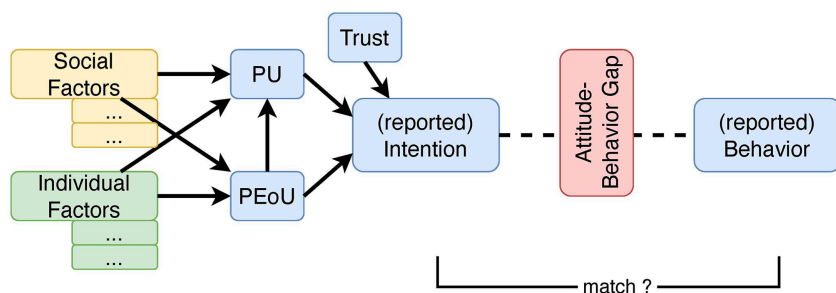 Social
Factors
...
...
Individual
Factors
...
...
PU
PEoU
Trust
(reported)
Intention
Attitude-
Behavior Gap
(reported)
Behavior
match ?